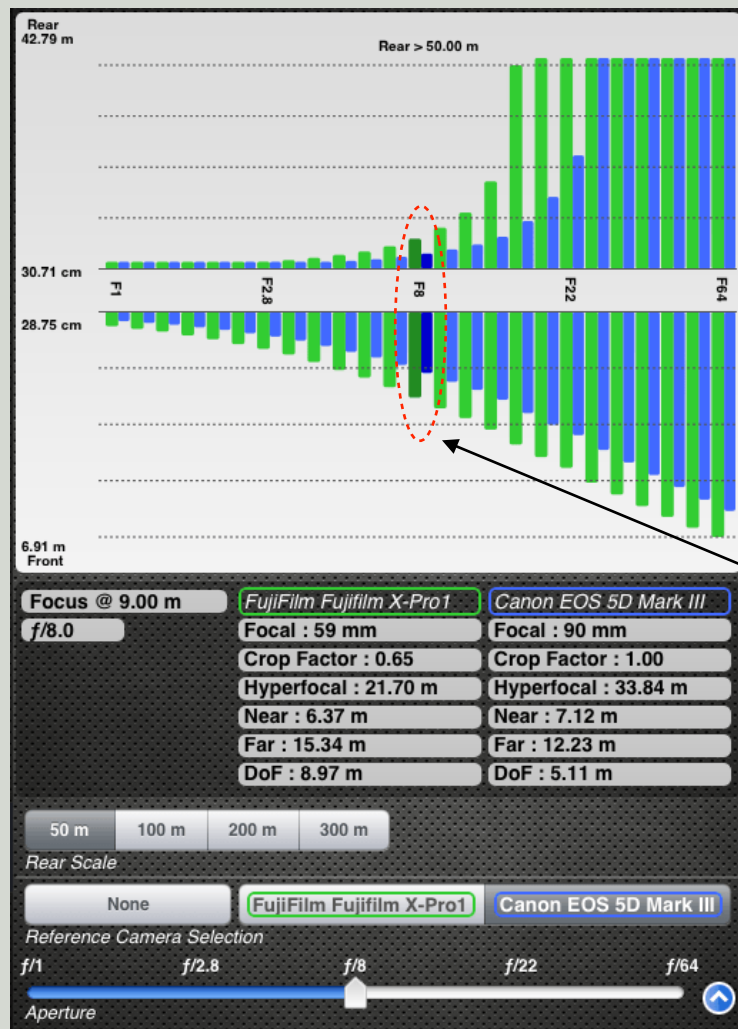 Rear
42.79 m
Rear > 50.00 m
30.71 cm
F1
F2.8
F8
F22
F64
28.75 cm
6.91 m
Front
Focus @ 9.00 m
FujiFilm Fujifilm X-Pro1
Canon EOS 5D Mark III
ƒ/8.0
Focal : 59 mm
Focal : 90 mm
Crop Factor : 0.65
Crop Factor : 1.00
Hyperfocal : 21.70 m
Hyperfocal : 33.84 m
Near : 6.37 m
Near : 7.12 m
Far : 15.34 m
Far : 12.23 m
DoF : 8.97 m
DoF : 5.11 m
50 m
100 m
200 m
300 m
Rear Scale
None
FujiFilm Fujifilm X-Pro1
Canon EOS 5D Mark III
Reference Camera Selection
ƒ/1
ƒ/2.8
ƒ/8
ƒ/22
ƒ/64
Aperture